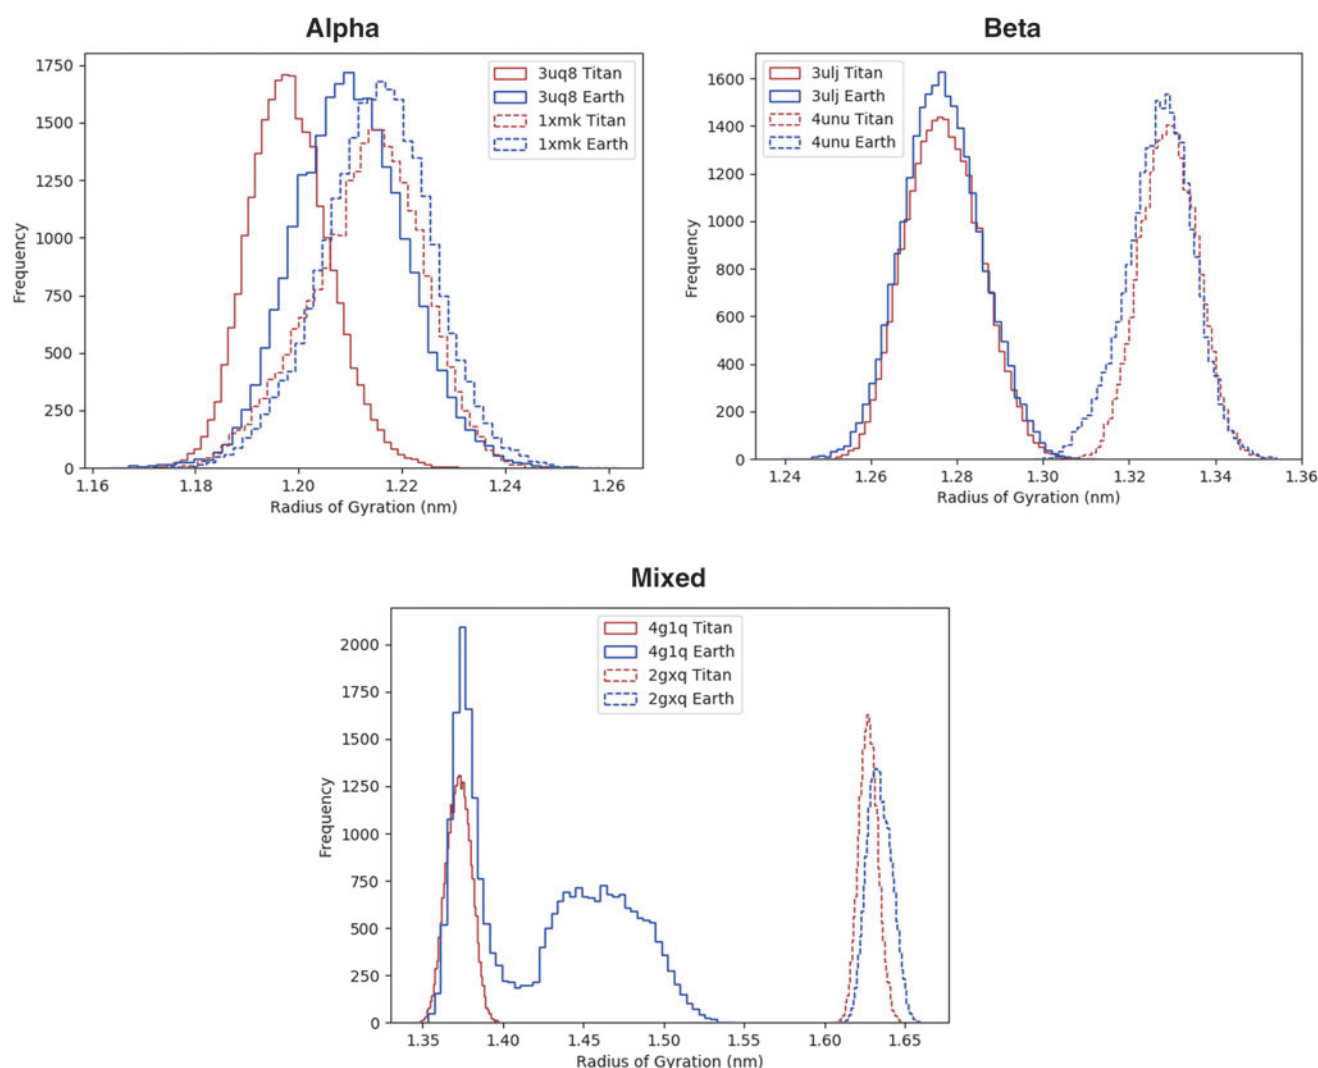 Alpha
1750
1500
1250
1000
750
500
250
0
Frequency
3uq8 Titan
3uq8 Earth
1xmk Titan
1xmk Earth
1.16 1.18 1.20 1.22 1.24 1.26
Radius of Gyration (nm)
Beta
1600
1400
1200
1000
800
600
400
200
0
Frequency
3ulj Titan
3ulj Earth
4unu Titan
4unu Earth
1.24 1.26 1.28 1.30 1.32 1.34 1.36
Radius of Gyration (nm)
Mixed
2000
1750
1500
1250
1000
750
500
250
0
Frequency
4g1q Titan
4g1q Earth
2gxq Titan
2gxq Earth
1.35 1.40 1.45 1.50 1.55 1.60 1.65
Radius of Gyration (nm)